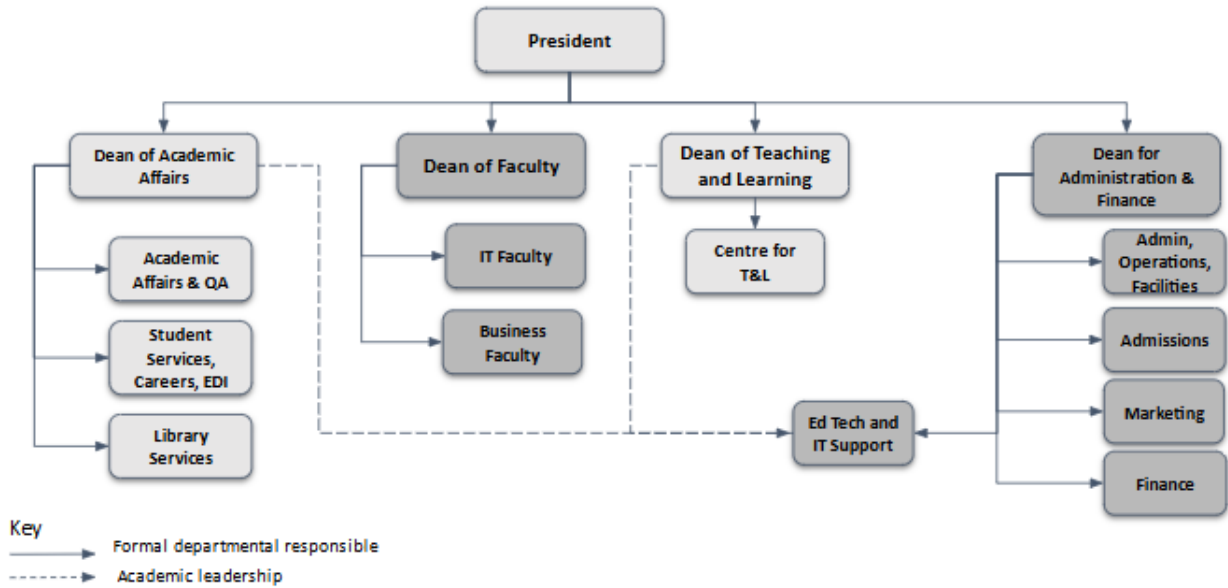 President
Dean of Academic
Affairs
Dean of Faculty
Dean of Teaching
and Learning
Dean for
Administration &
Finance
Academic
Affairs & QA
Student
Services,
Careers, EDI
Library
Services
IT Faculty
Business
Faculty
Centre for
T&L
Ed Tech and
IT Support
Admin,
Operations,
Facilities
Admissions
Marketing
Finance
Key
Formal departmental responsible
Academic leadership